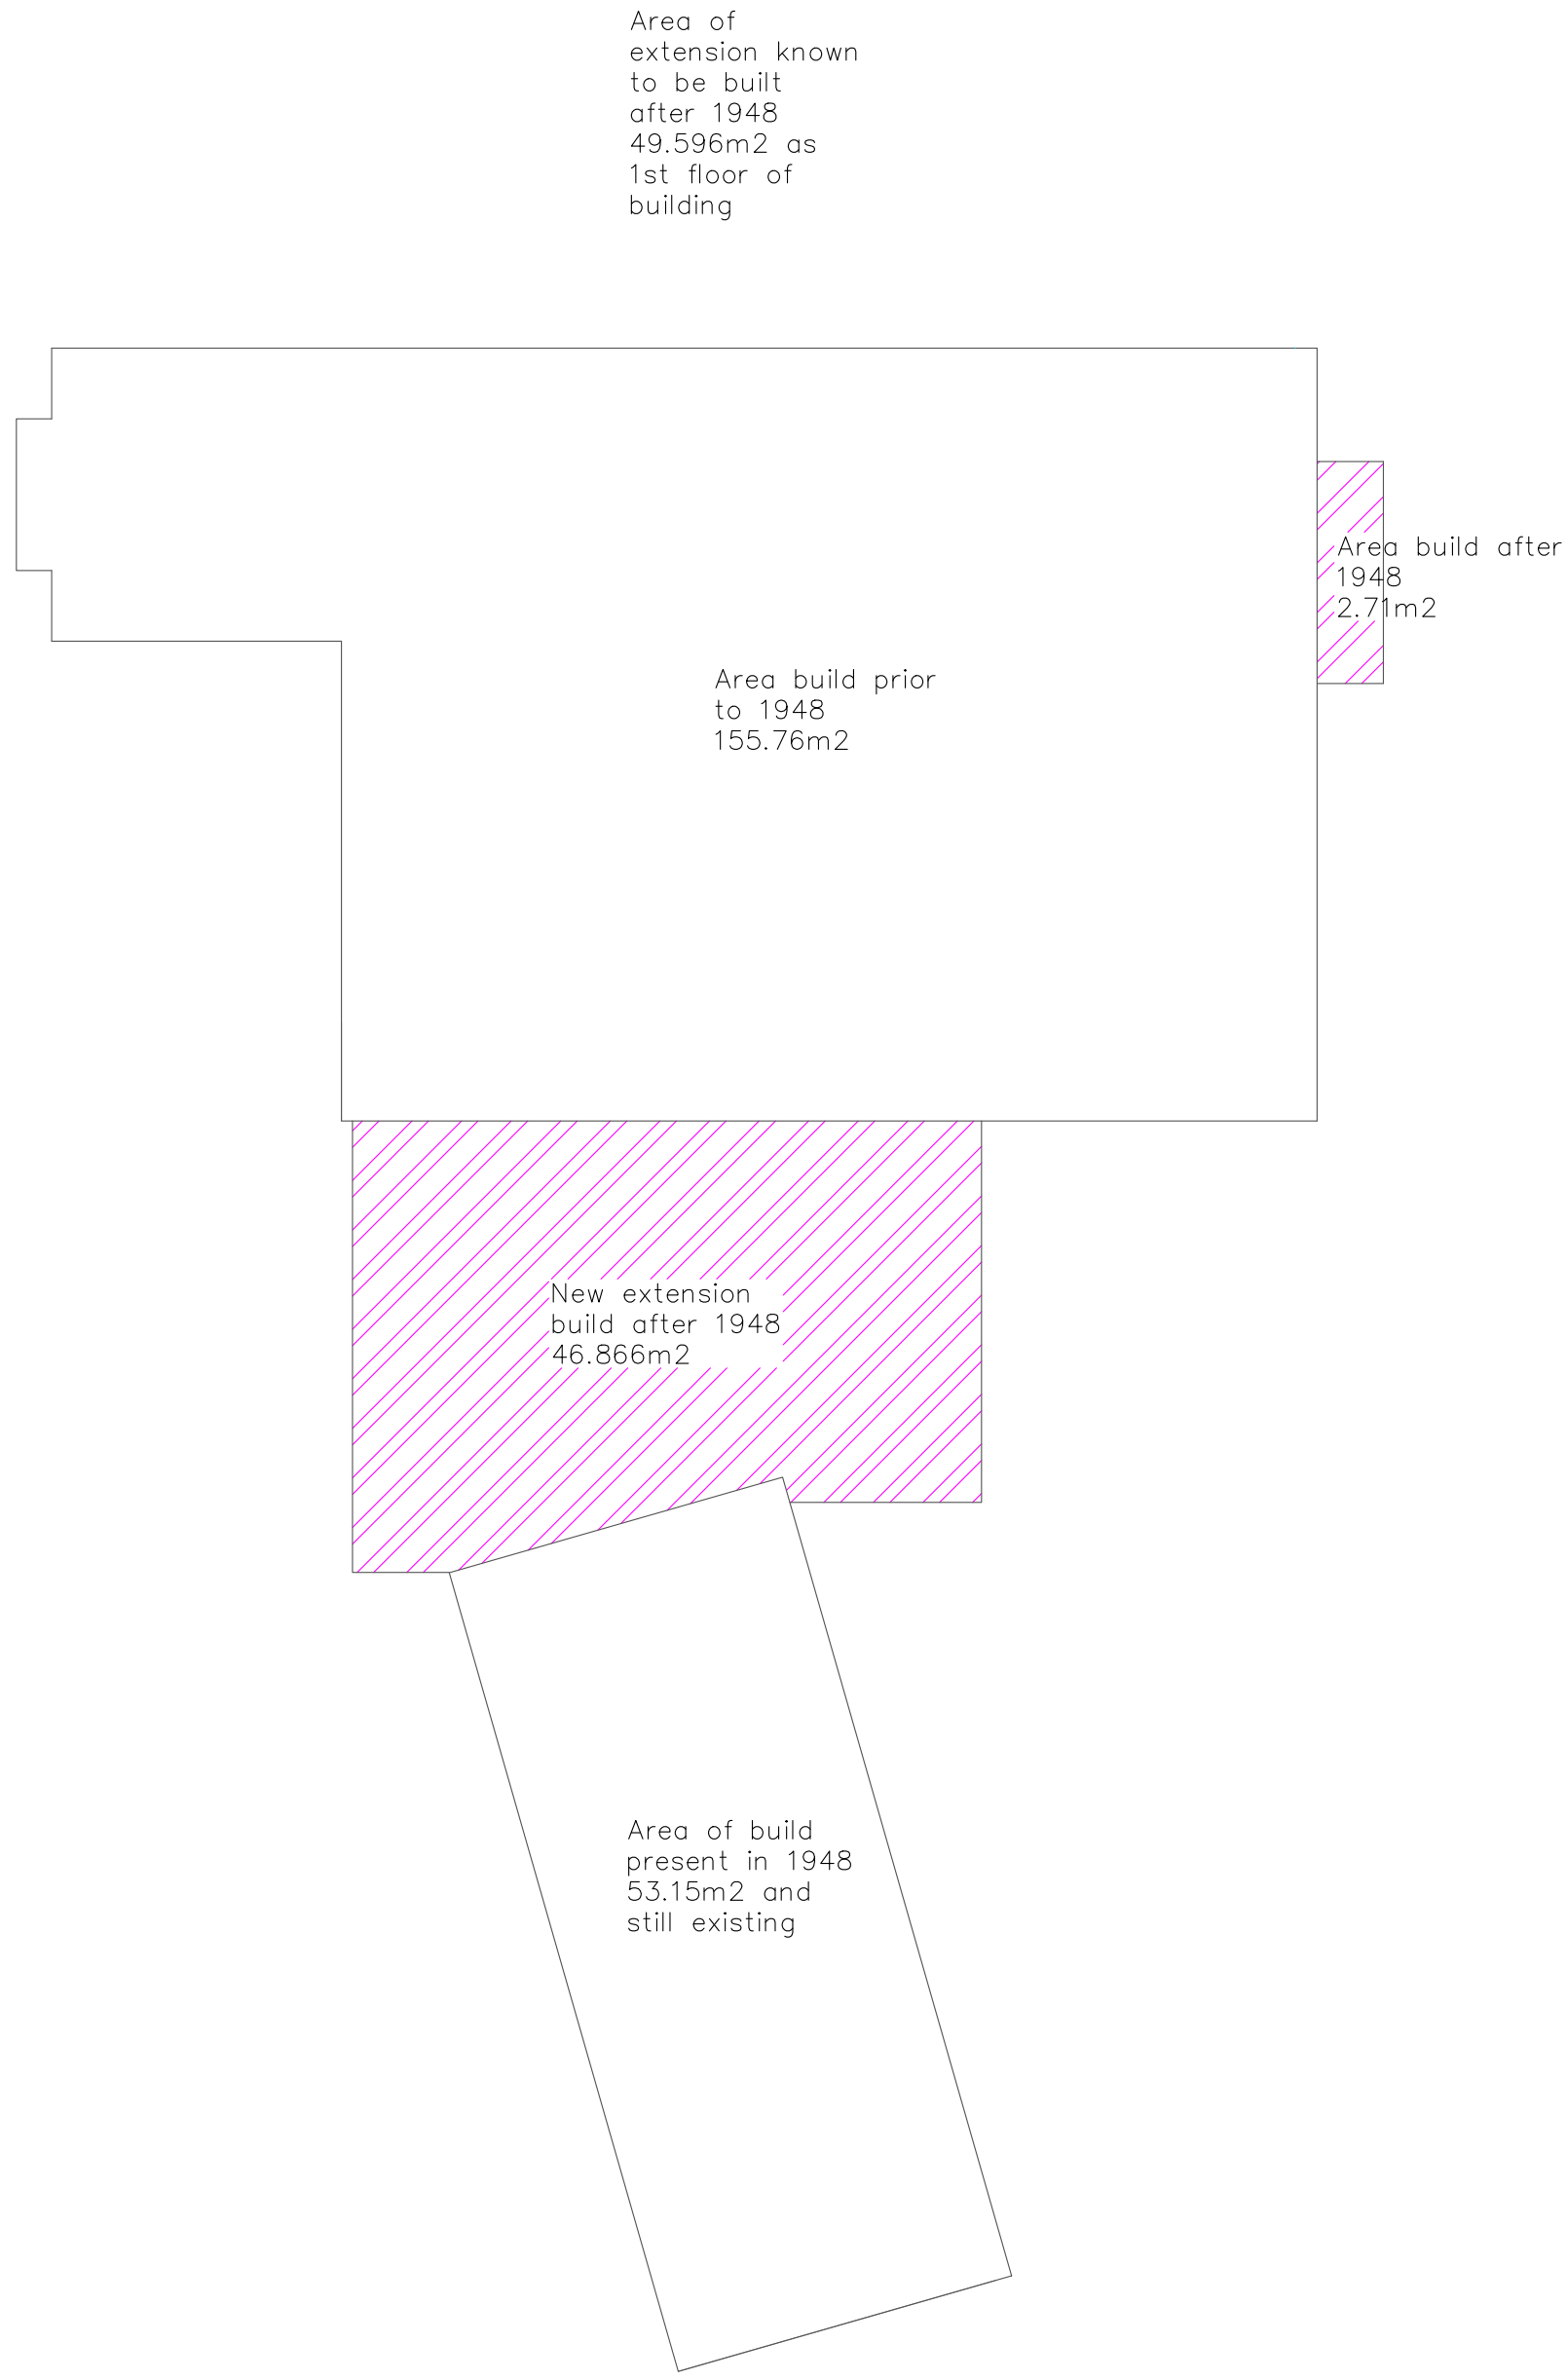 Area of
extension known
to be built
after 1948
49.596m2 as
1st floor of
building
Area build after
1948
2.71m2
Area build prior
to 1948
155.76m2
New extension
build after 1948
46.866m2
Area of build
present in 1948
53.15m2 and
still existing